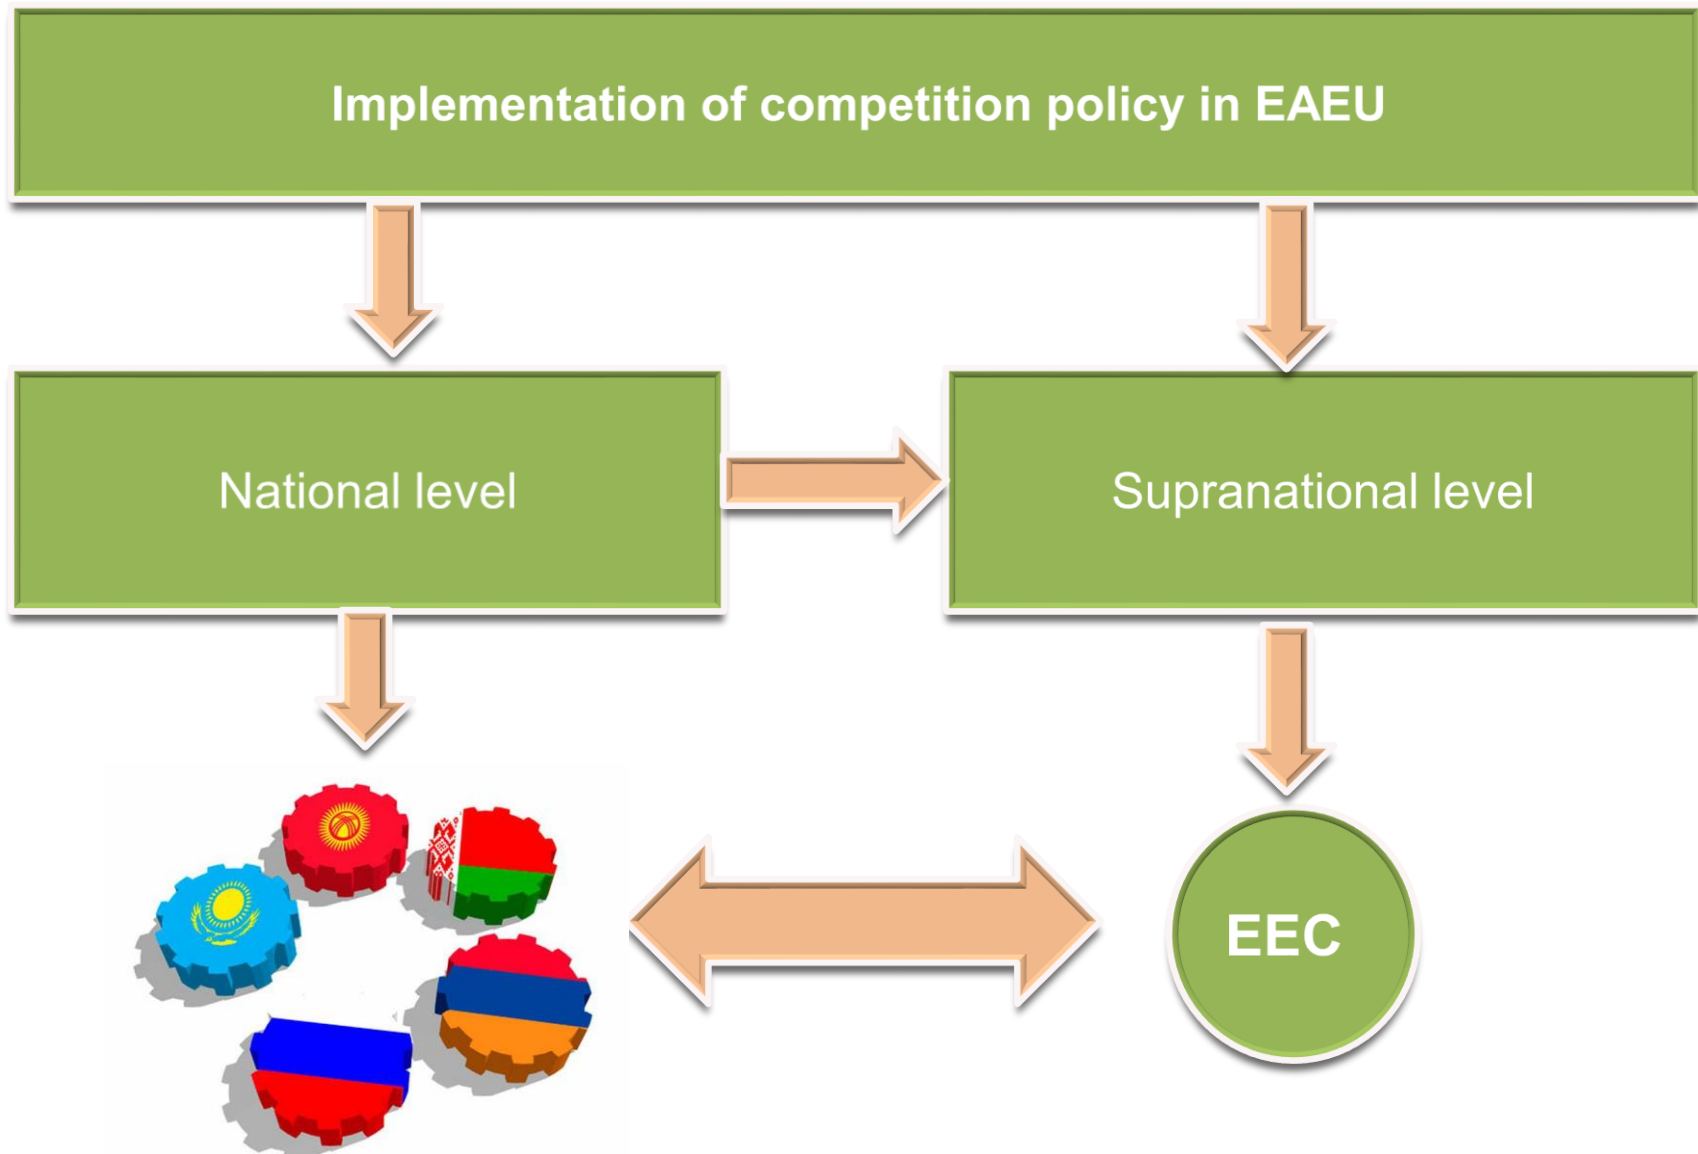 Implementation of competition policy in EAEU
National level
Supranational level
EEC